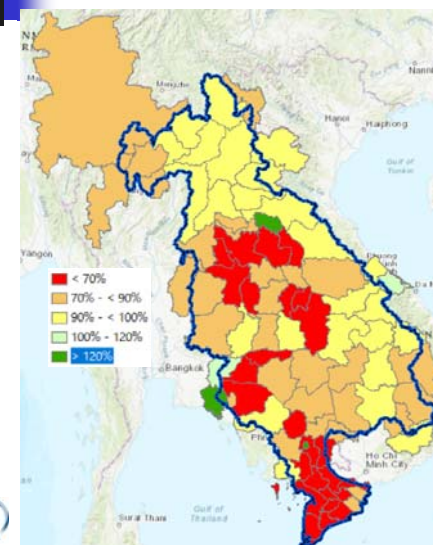 Mengzhe
Nanni
Hanoi
Haiphong
Gulf of
Tonkin
Yangon
< 70%
70% - < 90%
90% - < 100%
100% - 120%
> 120%
Bangkok
Ho Chi
Minh City
Gulf of
Thailand
Surat Thani